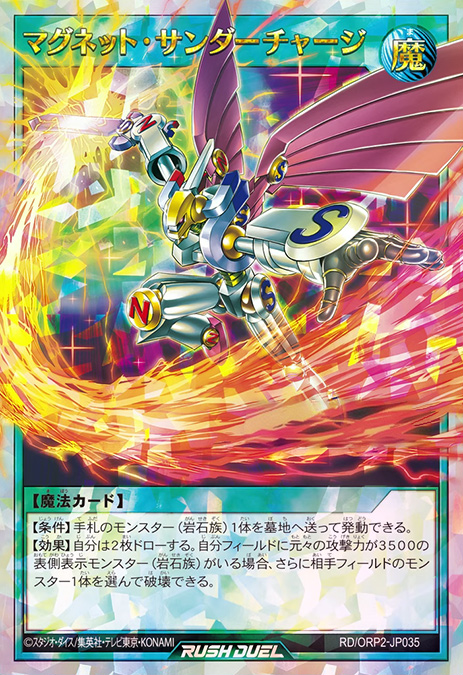 マグネット・サンダーチャージ
魔
N
S
S
N
S
【魔法カード】
【条件】手札のモンスター(岩石族)1体を墓地へ送って発動できる。
【効果】自分は2枚ドローする。自分フィールドに元々の攻撃力が3500の
表側表示モンスター(岩石族)がいる場合、さらに相手フィールドのモン
スター1体を選んで破壊できる。
©スタジオ・ダイス/集英社・テレビ東京・KONAMI
RUSH DUEL
RD/ORP2-JP035